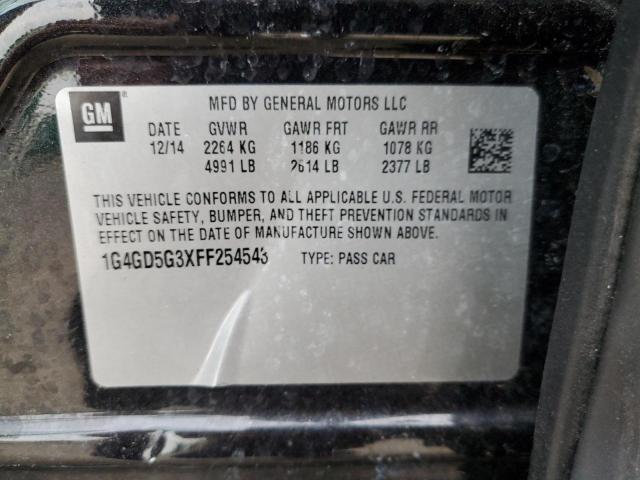 GM ®
MFD BY GENERAL MOTORS LLC
DATE GVWR GAWR FRT GAWR RR
12/14 2264 KG 1186 KG 1078 KG
4991 LB 2614 LB 2377 LB
THIS VEHICLE CONFORMS TO ALL APPLICABLE U.S. FEDERAL MOTOR
VEHICLE SAFETY, BUMPER, AND THEFT PREVENTION STANDARDS IN
EFFECT ON THE DATE OF MANUFACTURE SHOWN ABOVE.
1G4GD5G3XFF254543 TYPE: PASS CAR